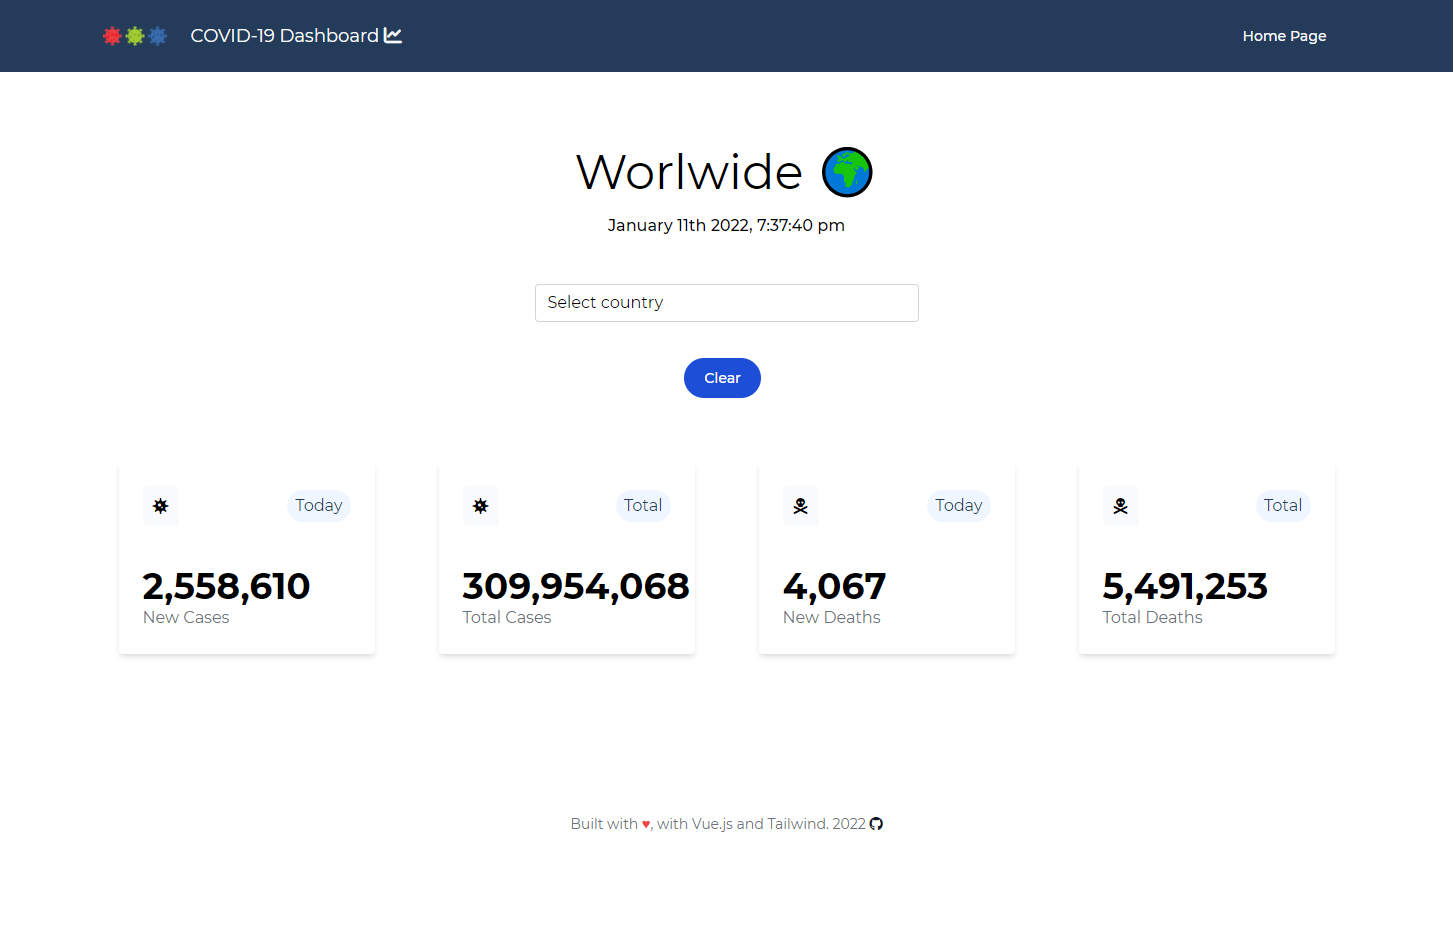 COVID-19 Dashboard
Home Page
Worlwide
January 11th 2022, 7:37:40 pm
Select country
Clear
Today
2,558,610
New Cases
Total
309,954,068
Total Cases
Today
4,067
New Deaths
Total
5,491,253
Total Deaths
Built with ♥, with Vue.js and Tailwind. 2022